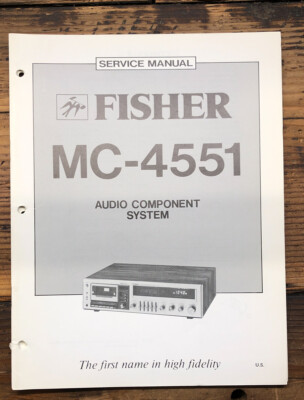 SERVICE MANUAL
FISHER
MC-4551
AUDIO COMPONENT
SYSTEM
The first name in high fidelity
U.S.